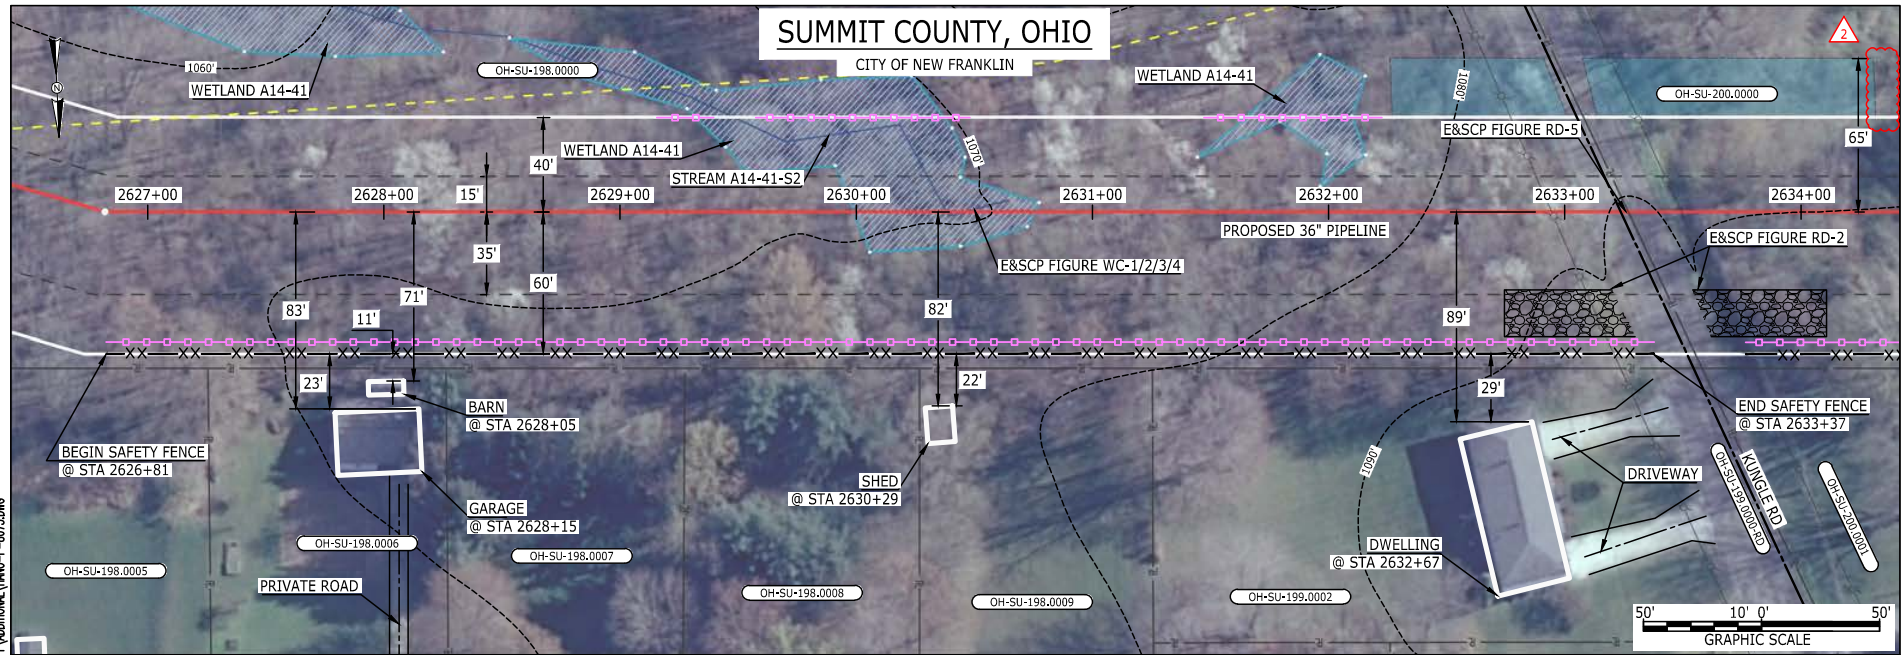 SUMMIT COUNTY, OHIO
CITY OF NEW FRANKLIN
2
1060'
WETLAND A14-41
OH-SU-198.0000
WETLAND A14-41
1080'
OH-SU-200.0000
E&SCP FIGURE RD-5
65'
WETLAND A14-41
40'
1070'
STREAM A14-41-S2
2627+00
2628+00
15'
2629+00
2630+00
2631+00
2632+00
2633+00
2634+00
PROPOSED 36" PIPELINE
E&SCP FIGURE RD-2
35'
60'
E&SCP FIGURE WC-1/2/3/4
83'
71'
82'
89'
11'
23'
22'
29'
BARN
@ STA 2628+05
END SAFETY FENCE
@ STA 2633+37
BEGIN SAFETY FENCE
@ STA 2626+81
SHED
@ STA 2630+29
1090'
DRIVEWAY
KUNGLE RD
OH-SU-199.0000-RD
OH-SU-200.0001
GARAGE
@ STA 2628+15
DWELLING
@ STA 2632+67
OH-SU-198.0005
OH-SU-198.0006
OH-SU-198.0007
OH-SU-198.0008
OH-SU-198.0009
OH-SU-199.0002
PRIVATE ROAD
50' 10' 0' 50'
GRAPHIC SCALE